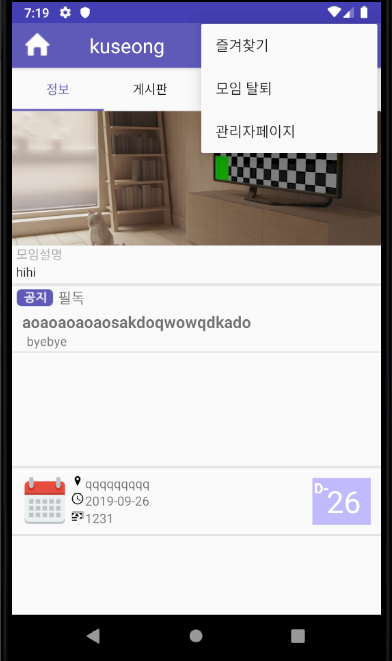 7:19
kuseong
즐겨찾기
모임 탈퇴
관리자페이지
정보
게시판
모임설명
hihi
공지 필독
aoaoaoaoaosakdoqwowqdkado
byebye
qqqqqqqqq
2019-09-26
1231
D-
26